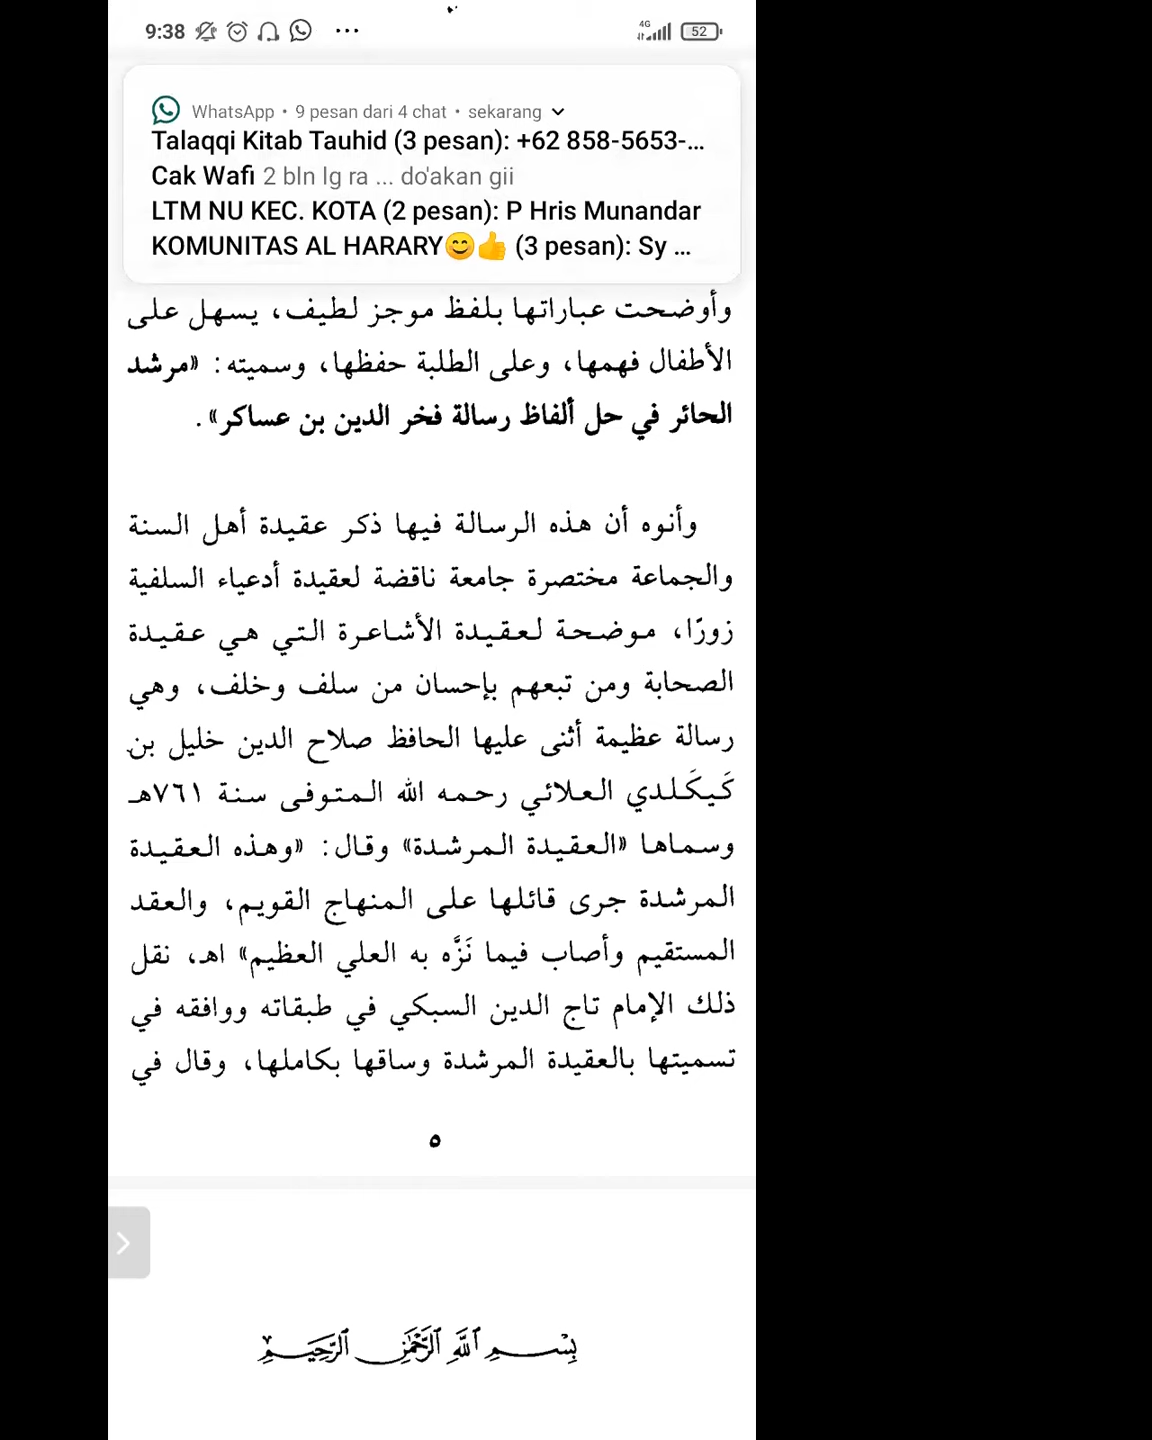 9:38
4G
52
WhatsApp • 9 pesan dari 4 chat • sekarang
Talaqqi Kitab Tauhid (3 pesan): +62 858-5653-...
Cak Wafi 2 bln lg ra ... do'akan gii
LTM NU KEC. KOTA (2 pesan): P Hris Munandar
KOMUNITAS AL HARARY😊👍 (3 pesan): Sy ...
وأوضحت عباراتها بلفظ موجز لطيف، يسهل على
الأطفال فهمها، وعلى الطلبة حفظها، وسميته: «مرشد
الحائر في حل ألفاظ رسالة فخر الدين بن عساكر».
وأنوه أن هذه الرسالة فيها ذكر عقيدة أهل السنة
والجماعة مختصرة جامعة ناقضة لعقيدة أدعياء السلفية
زورًا، موضحة لعقيدة الأشاعرة التي هي عقيدة
الصحابة ومن تبعهم بإحسان من سلف وخلف، وهي
رسالة عظيمة أثنى عليها الحافظ صلاح الدين خليل بن
كَيكَلدي العلائي رحمه الله المتوفى سنة ٧٦١هـ
وسماها «العقيدة المرشدة» وقال: «وهذه العقيدة
المرشدة جرى قائلها على المنهاج القويم، والعقد
المستقيم وأصاب فيما نَزَّه به العلي العظيم» اهـ، نقل
ذلك الإمام تاج الدين السبكي في طبقاته ووافقه في
تسميتها بالعقيدة المرشدة وساقها بكاملها، وقال في
٥
بِسْمِ ٱللَّهِ ٱلرَّحْمَٰنِ ٱلرَّحِيمِ